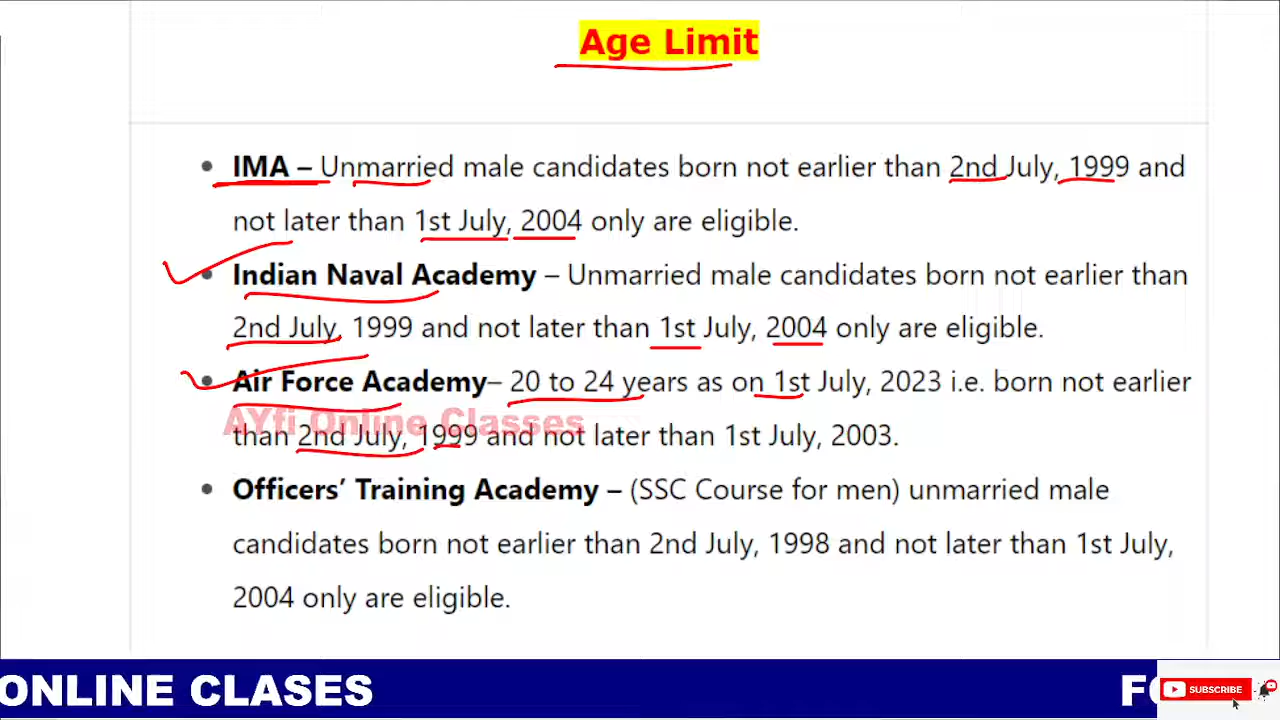 Age Limit
IMA – Unmarried male candidates born not earlier than 2nd July, 1999 and
not later than 1st July, 2004 only are eligible.
Indian Naval Academy – Unmarried male candidates born not earlier than
2nd July, 1999 and not later than 1st July, 2004 only are eligible.
Air Force Academy– 20 to 24 years as on 1st July, 2023 i.e. born not earlier
AYfi Online Classes
than 2nd July, 1999 and not later than 1st July, 2003.
Officers’ Training Academy – (SSC Course for men) unmarried male
candidates born not earlier than 2nd July, 1998 and not later than 1st July,
2004 only are eligible.
ONLINE CLASES
SUBSCRIBE